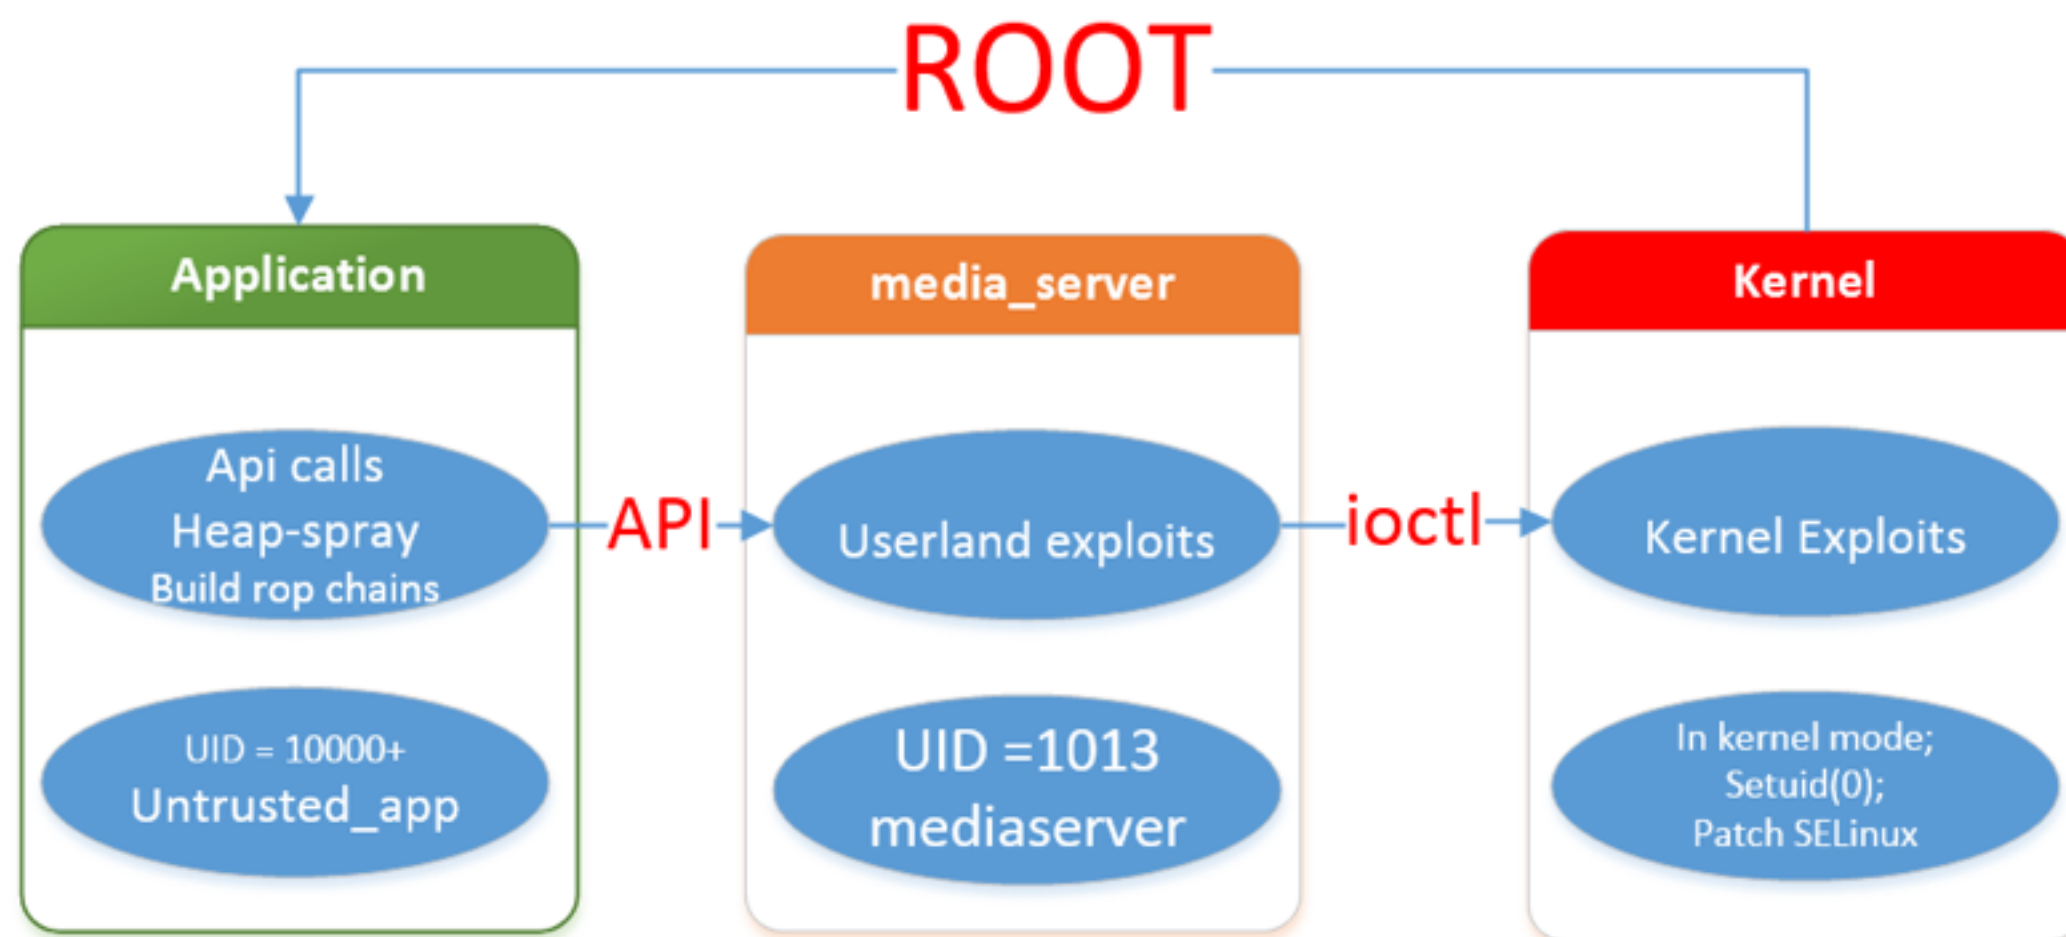 ROOT
Application
Api calls
Heap-spray
Build rop chains
UID = 10000+
Untrusted_app
API
media_server
Userland exploits
UID =1013
mediaserver
ioctl
Kernel
Kernel Exploits
In kernel mode;
Setuid(0);
Patch SELinux